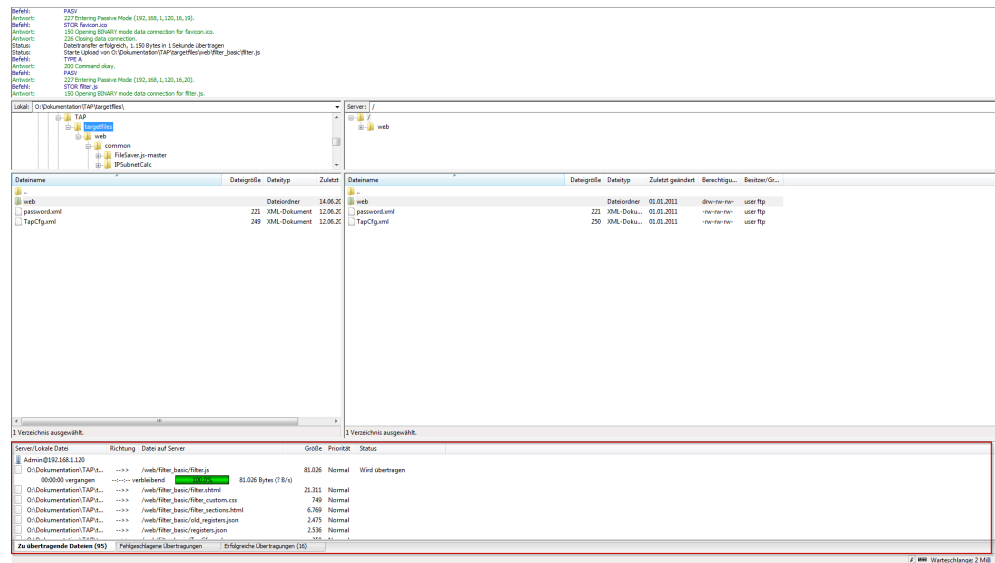 Befehl: PASV
Antwort: 227 Entering Passive Mode (192,168,1,120,16,19).
Befehl: STOR favicon.ico
Antwort: 150 Opening BINARY mode data connection for favicon.ico.
Antwort: 226 Closing data connection.
Status: Dateitransfer erfolgreich, 1.150 Bytes in 1 Sekunde übertragen
Status: Starte Upload von O:\Dokumentation\TAP\targetfiles\web\filter_basic\filter.js
Befehl: TYPE A
Antwort: 200 Command okay.
Befehl: PASV
Antwort: 227 Entering Passive Mode (192,168,1,120,16,20).
Befehl: STOR filter.js
Antwort: 150 Opening BINARY mode data connection for filter.js.
Lokal: O:\Dokumentation\TAP\targetfiles\
TAP
targetfiles
web
common
FileSaver.js-master
IPSubnetCalc
Server: /
/
web
Dateiname Dateigröße Dateityp Zuletzt
..
web Dateiordner 14.06.20
password.xml 221 XML-Dokument 12.06.20
TapCfg.xml 249 XML-Dokument 12.06.20
1 Verzeichnis ausgewählt.
Dateiname Dateigröße Dateityp Zuletzt geändert Berechtigu... Besitzer/Gr...
..
web Dateiordner 01.01.2011 drw-rw-rw- user ftp
password.xml 221 XML-Doku... 01.01.2011 -rw-rw-rw- user ftp
TapCfg.xml 250 XML-Doku... 01.01.2011 -rw-rw-rw- user ftp
1 Verzeichnis ausgewählt.
Server/Lokale Datei Richtung Datei auf Server Größe Priorität Status
Admin@192.168.1.120
O:\Dokumentation\TAP\t... -->> /web/filter_basic/filter.js 81.026 Normal Wird übertragen
00:00:00 vergangen --:--:-- verbleibend 100.0% 81.026 Bytes (? B/s)
O:\Dokumentation\TAP\t... -->> /web/filter_basic/filter.shtml 21.311 Normal
O:\Dokumentation\TAP\t... -->> /web/filter_basic/filter_custom.css 749 Normal
O:\Dokumentation\TAP\t... -->> /web/filter_basic/filter_sections.html 6.769 Normal
O:\Dokumentation\TAP\t... -->> /web/filter_basic/old_registers.json 2.475 Normal
O:\Dokumentation\TAP\t... -->> /web/filter_basic/registers.json 2.536 Normal
Zu übertragende Dateien (95) Fehlgeschlagene Übertragungen Erfolgreiche Übertragungen (16)
Warteschlange: 2 MiB